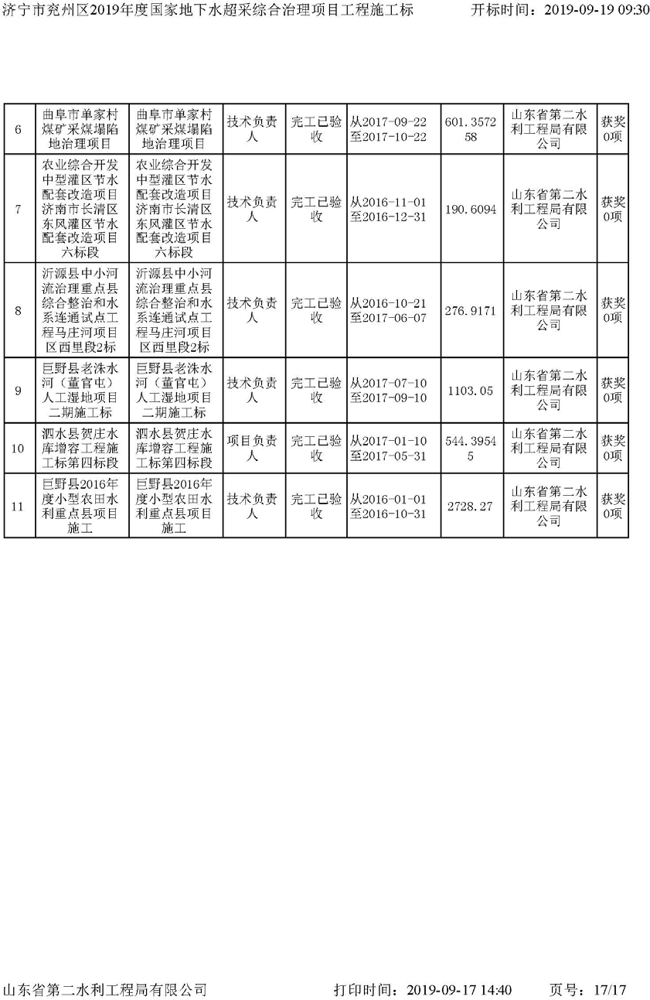 济宁市兖州区2019年度国家地下水超采综合治理项目工程施工标 开标时间：2019-09-19 09:30
6
曲阜市单家村
煤矿采煤塌陷
地治理项目
曲阜市单家村
煤矿采煤塌陷
地治理项目
技术负责
人
完工已验
收
从2017-09-22
至2017-10-22
601.3572
58
山东省第二水
利工程局有限
公司
获奖
0项
7
农业综合开发
中型灌区节水
配套改造项目
济南市长清区
东风灌区节水
配套改造项目
六标段
农业综合开发
中型灌区节水
配套改造项目
济南市长清区
东风灌区节水
配套改造项目
六标段
技术负责
人
完工已验
收
从2016-11-01
至2016-12-31
190.6094
山东省第二水
利工程局有限
公司
获奖
0项
8
沂源县中小河
流治理重点县
综合整治和水
系连通试点工
程马庄河项目
区西里段2标
沂源县中小河
流治理重点县
综合整治和水
系连通试点工
程马庄河项目
区西里段2标
技术负责
人
完工已验
收
从2016-10-21
至2017-06-07
276.9171
山东省第二水
利工程局有限
公司
获奖
0项
9
巨野县老洙水
河（董官屯）
人工湿地项目
二期施工标
巨野县老洙水
河（董官屯）
人工湿地项目
二期施工标
技术负责
人
完工已验
收
从2017-07-10
至2017-09-10
1103.05
山东省第二水
利工程局有限
公司
获奖
0项
10
泗水县贺庄水
库增容工程施
工标第四标段
泗水县贺庄水
库增容工程施
工标第四标段
项目负责
人
完工已验
收
从2017-01-10
至2017-05-31
544.3954
5
山东省第二水
利工程局有限
公司
获奖
0项
11
巨野县2016年
度小型农田水
利重点县项目
施工
巨野县2016年
度小型农田水
利重点县项目
施工
技术负责
人
完工已验
收
从2016-01-01
至2016-10-31
2728.27
山东省第二水
利工程局有限
公司
获奖
0项
山东省第二水利工程局有限公司 打印时间：2019-09-17 14:40 页号：17/17